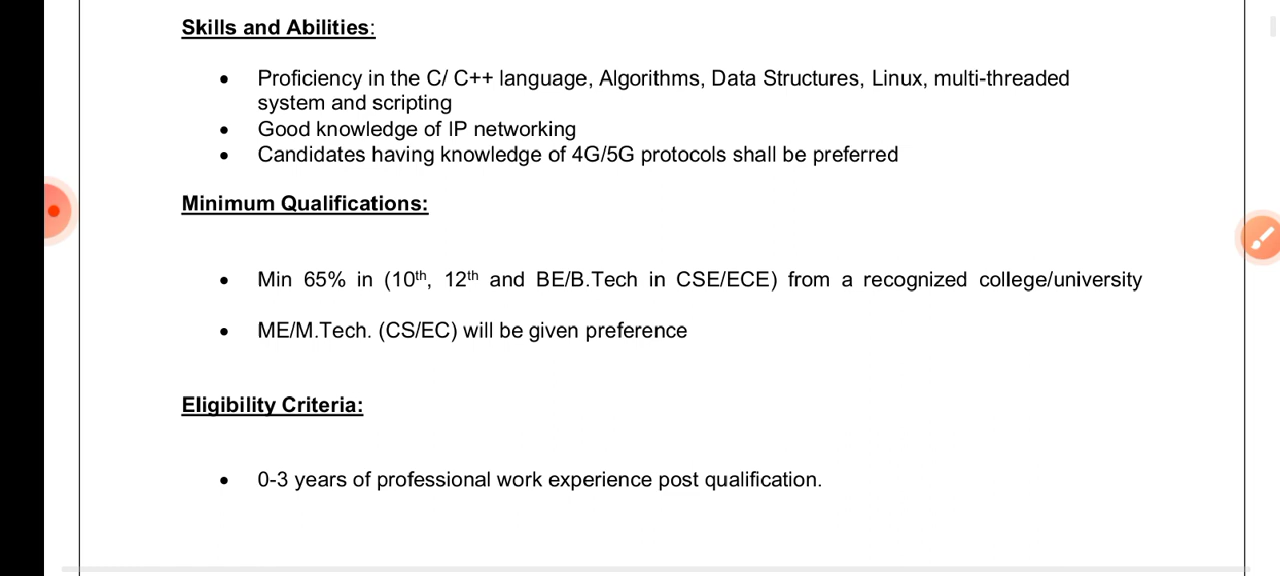 Skills and Abilities:
• Proficiency in the C/ C++ language, Algorithms, Data Structures, Linux, multi-threaded
system and scripting
• Good knowledge of IP networking
• Candidates having knowledge of 4G/5G protocols shall be preferred
Minimum Qualifications:
• Min 65% in (10th, 12th and BE/B.Tech in CSE/ECE) from a recognized college/university
• ME/M.Tech. (CS/EC) will be given preference
Eligibility Criteria:
• 0-3 years of professional work experience post qualification.